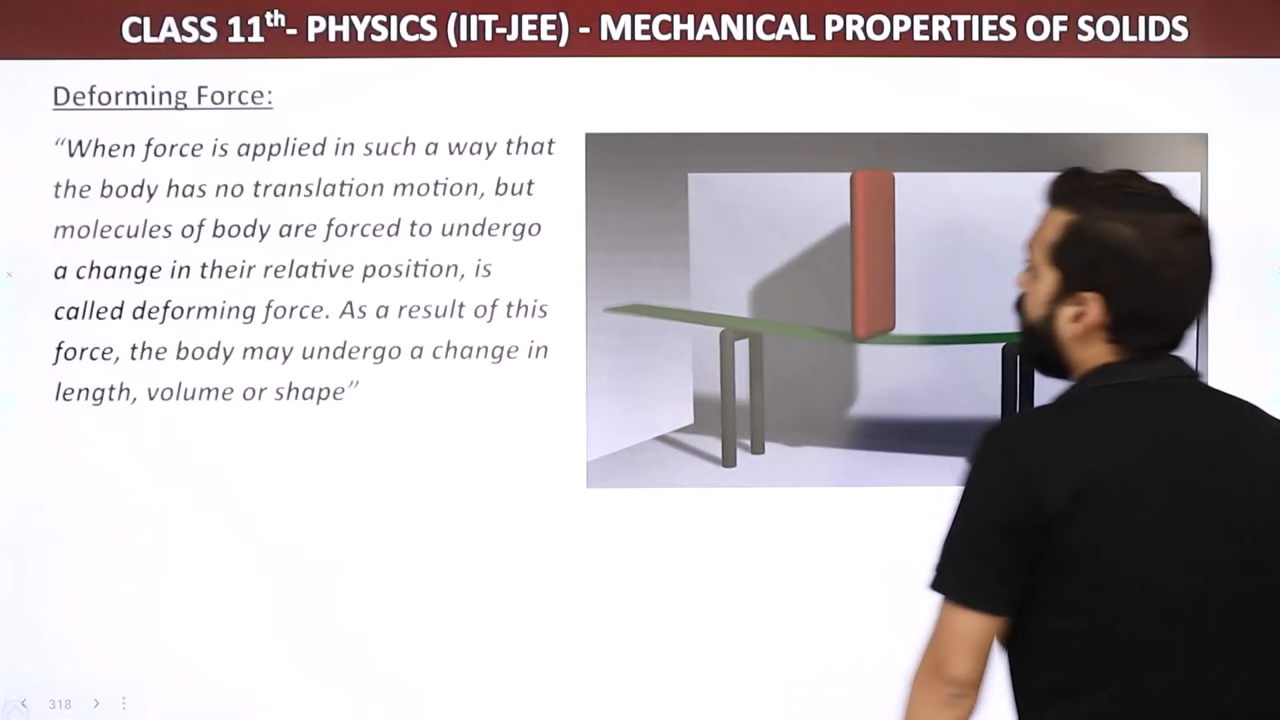 CLASS 11th- PHYSICS (IIT-JEE) - MECHANICAL PROPERTIES OF SOLIDS
Deforming Force:
“When force is applied in such a way that
the body has no translation motion, but
molecules of body are forced to undergo
a change in their relative position, is
called deforming force. As a result of this
force, the body may undergo a change in
length, volume or shape”
318